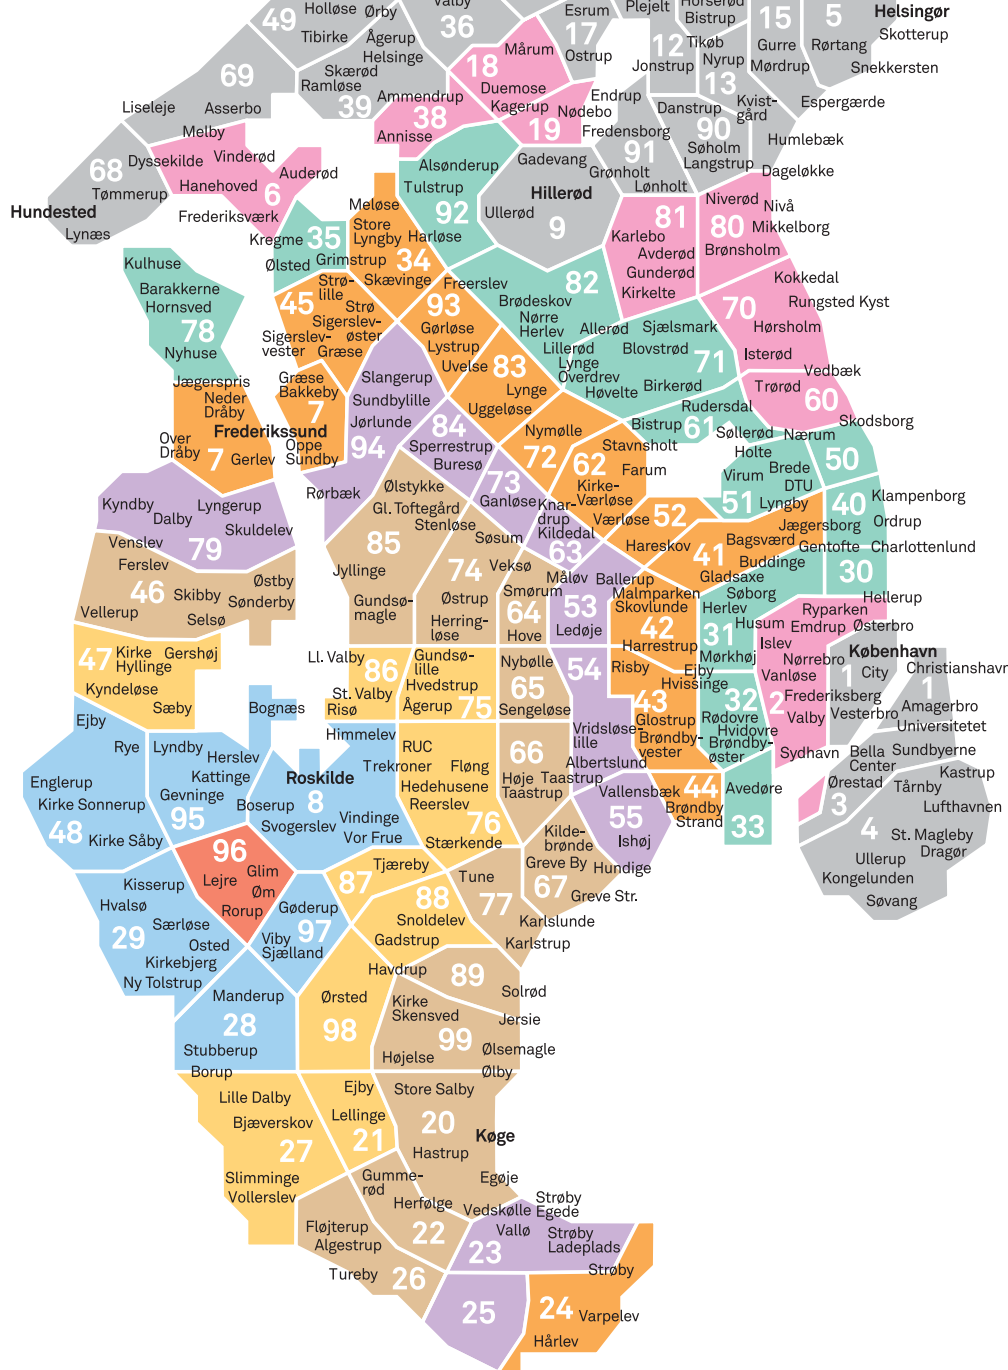 Holløse Ørby
49
Tibirke
Valby
36
Esrum
17
Ostrup
Plejelt
Horserød
Bistrup
15
5
Helsingør
Skotterup
Ågerup
Helsinge
Mårum
12
Tikøb
Jonstrup
Nyrup
13
Gurre
Mørdrup
Rørtang
Snekkersten
69
Skærød
Ramløse
39
18
Duemose
Liseleje
Asserbo
Ammendrup
38
Annisse
Kagerup
19
Nødebo
Endrup
Fredensborg
Danstrup
Kvist-
gård
Espergærde
90
Søholm
Langstrup
Humlebæk
Melby
68
Dyssekilde
Vinderød
Auderød
Hanehoved
6
Tømmerup
Hundested
Lynæs
Frederiksværk
Alsønderup
Tulstrup
92
Gadevang
Hillerød
Ullerød
9
91
Grønholt
Lønholt
Dageløkke
Meløse
Store
Lyngby
Harløse
34
Skævinge
81
Karlebo
Avderød
Gunderød
Kirkelte
Niverød
Nivå
80
Mikkelborg
Brønsholm
35
Kregme
Grimstrup
Ølsted
Kulhuse
Barakkerne
Hornsved
78
Nyhuse
Strø-
lille
45
Strø
Sigerslev-
øster
Sigerslev-
vester
Græse
93
Freerslev
Gørløse
Lystrup
Uvelse
82
Brødeskov
Nørre
Herlev
Kokkedal
70
Rungsted Kyst
Hørsholm
Allerød
Sjælsmark
Lillerød
Blovstrød
71
Lynge
Overdrev
Høvelte
Birkerød
Isterød
Vedbæk
Trørød
60
Skodsborg
Jægerspris
Neder
Dråby
Græse
Bakkeby
7
Frederikssund
Oppe
Sundby
Over
Dråby
7
Gerlev
Slangerup
Sundbylille
Jørlunde
94
83
Lynge
Uggeløse
84
Sperrestrup
Buresø
Nymølle
72
Bistrup
Rudersdal
61
Søllerød
Nærum
Stavnsholt
62
Farum
Kirke-
Værløse
Holte
Virum
Brede
DTU
51
Lyngby
50
40
Klampenborg
Ordrup
Rørbæk
Kyndby
Dalby
Lyngerup
Skuldelev
79
Ølstykke
Gl. Toftegård
Stenløse
85
73
Ganløse
Knar-
drup
Kildedal
63
Søsum
Værløse
52
Hareskov
Jægersborg
Bagsværd
41
Buddinge
Gladsaxe
Gentofte
Charlottenlund
30
Venslev
Ferslev
46
Skibby
Østby
Sønderby
Vellerup
Selsø
Jyllinge
Gundsø-
magle
74
Østrup
Herring-
løse
Veksø
Smørum
64
Hove
Måløv
53
Ledøje
Ballerup
Malmparken
Skovlunde
42
Harrestrup
Søborg
Herlev
31
Mørkhøj
Husum
Hellerup
Ryparken
Emdrup
Østerbro
Islev
Nørrebro
København
1
City
Christianshavn
1
47
Kirke
Hyllinge
Gershøj
Kyndeløse
Sæby
Ll. Valby
86
St. Valby
Risø
Gundsø-
lille
Hvedstrup
Ågerup
75
Nybølle
65
Sengeløse
54
Risby
43
Ejby
Hvissinge
Glostrup
Brøndby-
vester
32
Rødovre
Hvidovre
Brøndby-
øster
Vanløse
2
Frederiksberg
Valby
Vesterbro
Sydhavn
Amagerbro
Universitetet
Ejby
Rye
Bognæs
Himmelev
Lyndby
Herslev
Kattinge
Gevninge
95
Roskilde
8
Boserup
Svogerslev
Vindinge
Vor Frue
Englerup
Kirke Sonnerup
48
Kirke Såby
RUC
Trekroner
Fløng
Hedehusene
Reerslev
76
Stærkende
66
Høje
Taastrup
Taastrup
Vridsløse-
lille
Albertslund
Vallensbæk
55
Ishøj
44
Brøndby
Strand
Avedøre
33
Bella
Center
Sundbyerne
Ørestad
3
Kastrup
Tårnby
Lufthavnen
4
St. Magleby
Dragør
Ullerup
Kongelunden
Søvang
96
Lejre
Glim
Øm
Rorup
Tjæreby
87
88
Snoldelev
Gadstrup
Tune
77
Kilde-
brønde
Greve By
67
Hundige
Greve Str.
Karlslunde
Karlstrup
Kisserup
Hvalsø
Særløse
29
Osted
Kirkebjerg
Ny Tolstrup
Gøderup
97
Viby
Sjælland
Manderup
28
Stubberup
Borup
Havdrup
Ørsted
98
89
Solrød
Kirke
Skensved
Jersie
99
Højelse
Ølsemagle
Ølby
Lille Dalby
Bjæverskov
27
Slimminge
Vollerslev
Ejby
Lellinge
21
Store Salby
20
Køge
Hastrup
Egøje
Gumme-
rød
Herfølge
22
Fløjterup
Algestrup
Tureby
26
Vedskølle
Strøby
Egede
Vallø
23
Strøby
Ladeplads
Strøby
25
24
Varpelev
Hårlev